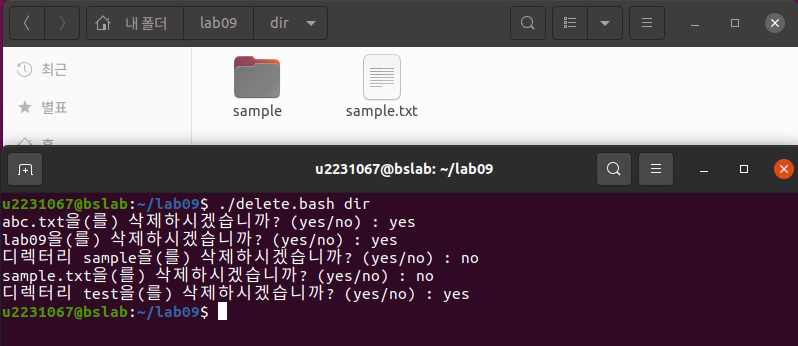 내 폴더 lab09 dir
최근
별표
sample
sample.txt
u2231067@bslab: ~/lab09
u2231067@bslab:~/lab09$ ./delete.bash dir
abc.txt을(를) 삭제하시겠습니까? (yes/no) : yes
lab09을(를) 삭제하시겠습니까? (yes/no) : yes
디렉터리 sample을(를) 삭제하시겠습니까? (yes/no) : no
sample.txt을(를) 삭제하시겠습니까? (yes/no) : no
디렉터리 test을(를) 삭제하시겠습니까? (yes/no) : yes
u2231067@bslab:~/lab09$